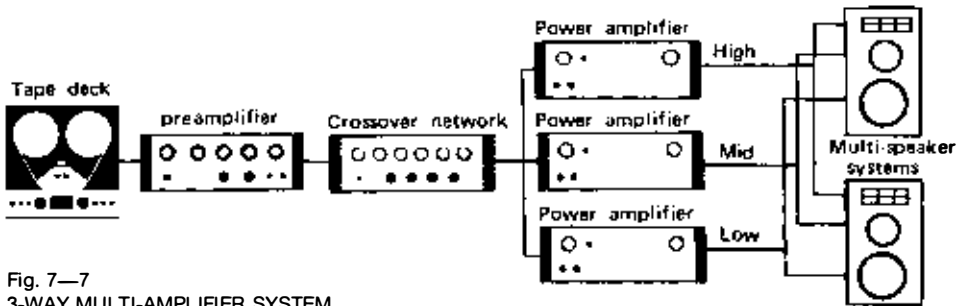 Power amplifier
High
Tape deck
preamplifier
Crossover network
Power amplifier
Mid
Multi-speaker
systems
Power amplifier
Low
Fig. 7—7
3-WAY MULTI-AMPLIFIER SYSTEM